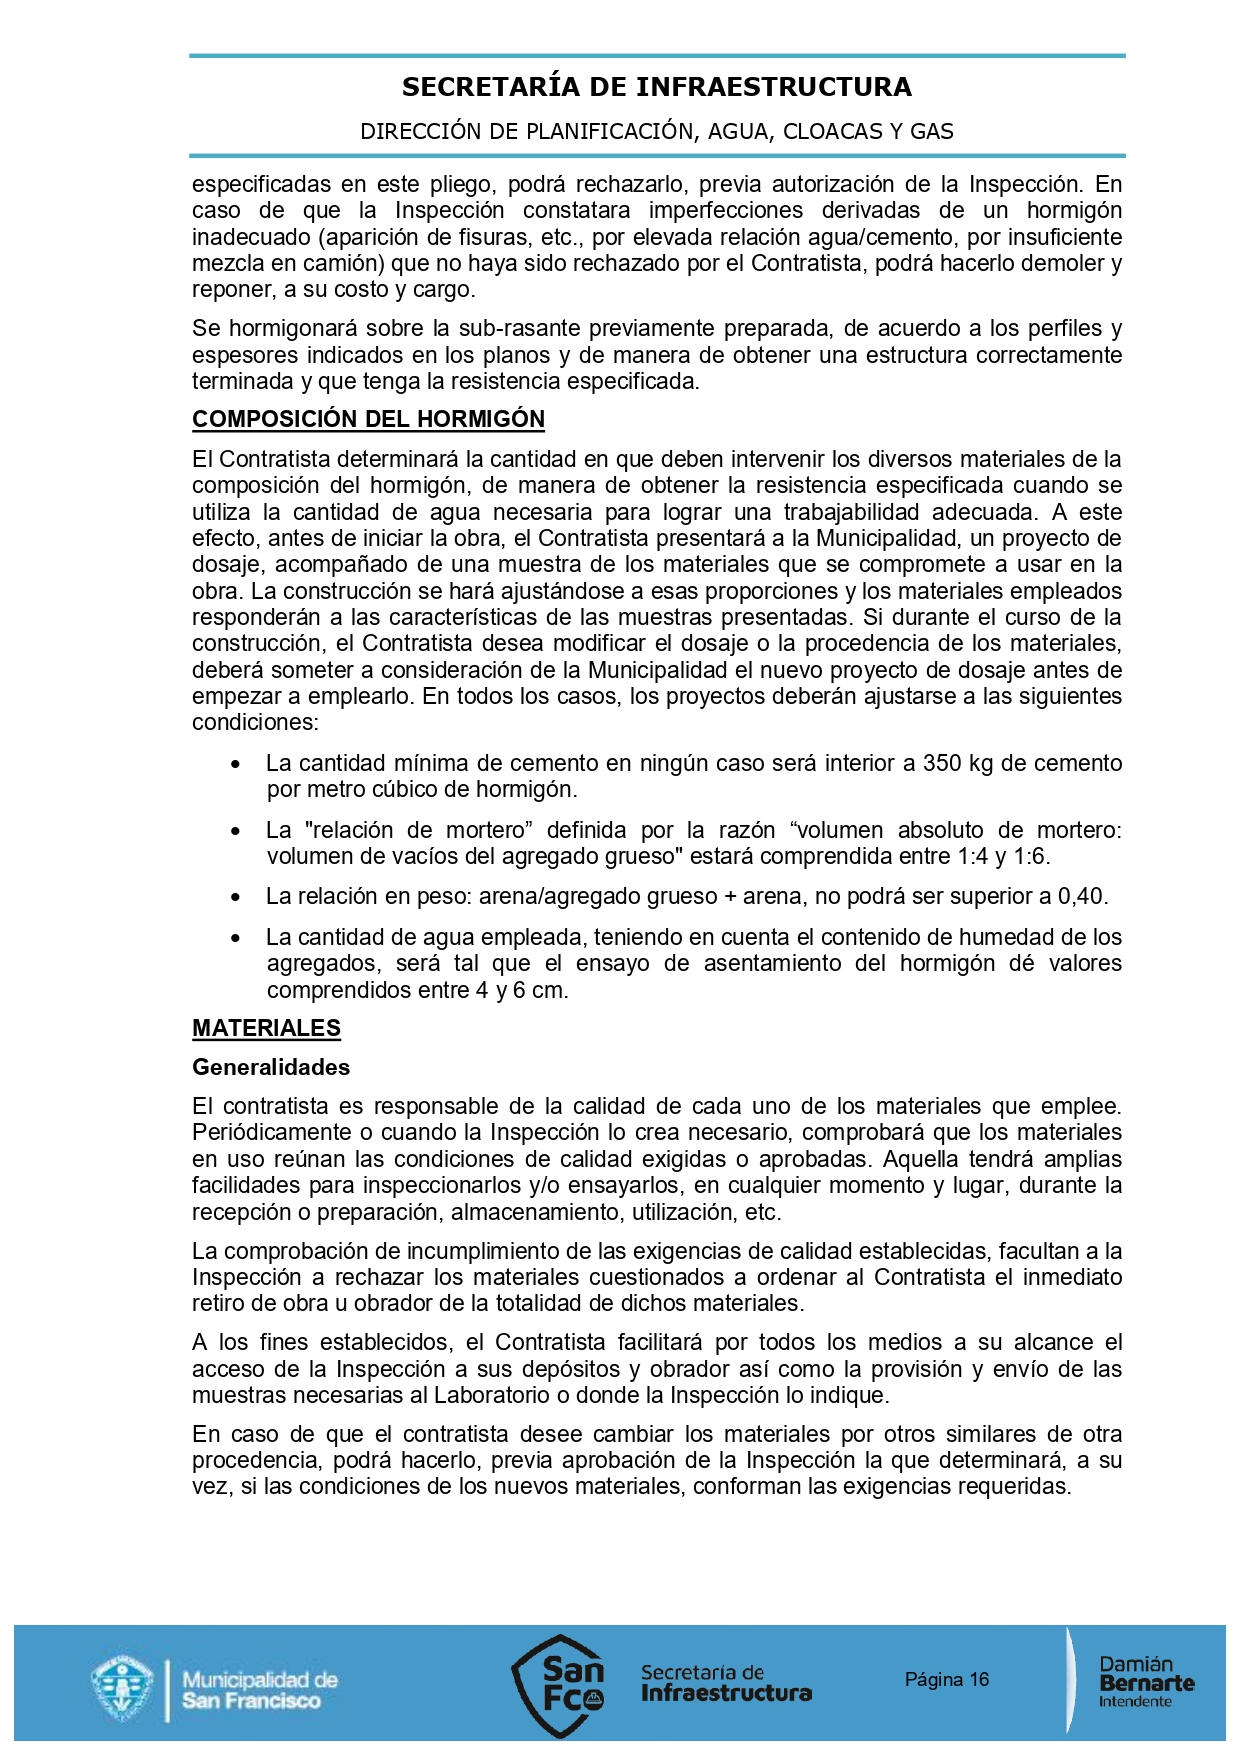 SECRETARÍA DE INFRAESTRUCTURA
DIRECCIÓN DE PLANIFICACIÓN, AGUA, CLOACAS Y GAS
especificadas en este pliego, podrá rechazarlo, previa autorización de la Inspección. En
caso de que la Inspección constatara imperfecciones derivadas de un hormigón
inadecuado (aparición de fisuras, etc., por elevada relación agua/cemento, por insuficiente
mezcla en camión) que no haya sido rechazado por el Contratista, podrá hacerlo demoler y
reponer, a su costo y cargo.
Se hormigonará sobre la sub-rasante previamente preparada, de acuerdo a los perfiles y
espesores indicados en los planos y de manera de obtener una estructura correctamente
terminada y que tenga la resistencia especificada.
COMPOSICIÓN DEL HORMIGÓN
El Contratista determinará la cantidad en que deben intervenir los diversos materiales de la
composición del hormigón, de manera de obtener la resistencia especificada cuando se
utiliza la cantidad de agua necesaria para lograr una trabajabilidad adecuada. A este
efecto, antes de iniciar la obra, el Contratista presentará a la Municipalidad, un proyecto de
dosaje, acompañado de una muestra de los materiales que se compromete a usar en la
obra. La construcción se hará ajustándose a esas proporciones y los materiales empleados
responderán a las características de las muestras presentadas. Si durante el curso de la
construcción, el Contratista desea modificar el dosaje o la procedencia de los materiales,
deberá someter a consideración de la Municipalidad el nuevo proyecto de dosaje antes de
empezar a emplearlo. En todos los casos, los proyectos deberán ajustarse a las siguientes
condiciones:
• La cantidad mínima de cemento en ningún caso será interior a 350 kg de cemento
por metro cúbico de hormigón.
• La "relación de mortero” definida por la razón “volumen absoluto de mortero:
volumen de vacíos del agregado grueso" estará comprendida entre 1:4 y 1:6.
• La relación en peso: arena/agregado grueso + arena, no podrá ser superior a 0,40.
• La cantidad de agua empleada, teniendo en cuenta el contenido de humedad de los
agregados, será tal que el ensayo de asentamiento del hormigón dé valores
comprendidos entre 4 y 6 cm.
MATERIALES
Generalidades
El contratista es responsable de la calidad de cada uno de los materiales que emplee.
Periódicamente o cuando la Inspección lo crea necesario, comprobará que los materiales
en uso reúnan las condiciones de calidad exigidas o aprobadas. Aquella tendrá amplias
facilidades para inspeccionarlos y/o ensayarlos, en cualquier momento y lugar, durante la
recepción o preparación, almacenamiento, utilización, etc.
La comprobación de incumplimiento de las exigencias de calidad establecidas, facultan a la
Inspección a rechazar los materiales cuestionados a ordenar al Contratista el inmediato
retiro de obra u obrador de la totalidad de dichos materiales.
A los fines establecidos, el Contratista facilitará por todos los medios a su alcance el
acceso de la Inspección a sus depósitos y obrador así como la provisión y envío de las
muestras necesarias al Laboratorio o donde la Inspección lo indique.
En caso de que el contratista desee cambiar los materiales por otros similares de otra
procedencia, podrá hacerlo, previa aprobación de la Inspección la que determinará, a su
vez, si las condiciones de los nuevos materiales, conforman las exigencias requeridas.
Municipalidad de
San Francisco
San
Fco
Secretaría de
Infraestructura
Página 16
Damián
Bernarte
Intendente